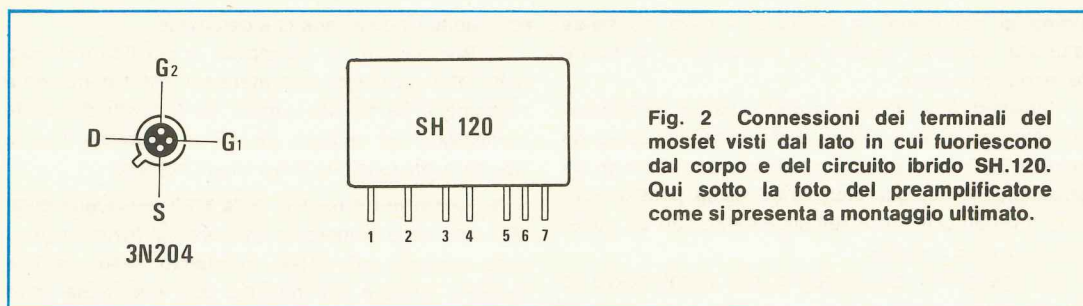 G2
D
G1
S
3N204
SH 120
1 2 3 4 5 6 7
Fig. 2 Connessioni dei terminali del
mosfet visti dal lato in cui fuoriescono
dal corpo e del circuito ibrido SH.120.
Qui sotto la foto del preamplificatore
come si presenta a montaggio ultimato.